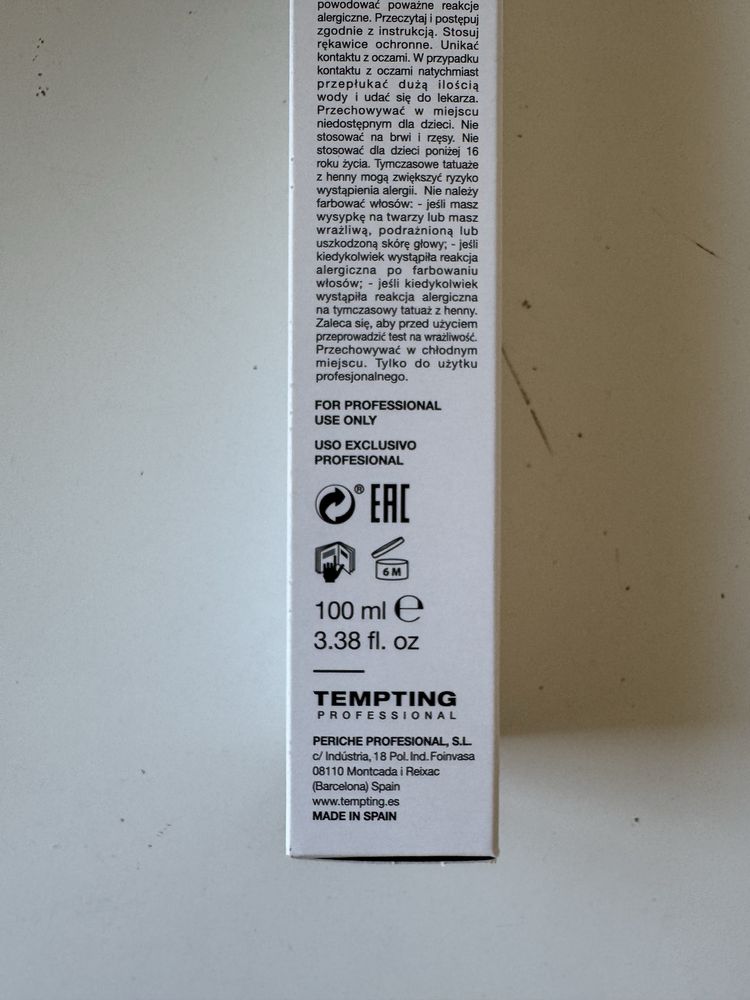 powodować poważne reakcje
alergiczne. Przeczytaj i postępuj
zgodnie z instrukcją. Stosuj
rękawice ochronne. Unikać
kontaktu z oczami. W przypadku
kontaktu z oczami natychmiast
przepłukać dużą ilością
wody i udać się do lekarza.
Przechowywać w miejscu
niedostępnym dla dzieci. Nie
stosować na brwi i rzęsy. Nie
stosować dla dzieci poniżej 16
roku życia. Tymczasowe tatuaże
z henny mogą zwiększyć ryzyko
wystąpienia alergii. Nie należy
farbować włosów: - jeśli masz
wysypkę na twarzy lub masz
wrażliwą, podrażnioną lub
uszkodzoną skórę głowy; - jeśli
kiedykolwiek wystąpiła reakcja
alergiczna po farbowaniu
włosów; - jeśli kiedykolwiek
wystąpiła reakcja alergiczna
na tymczasowy tatuaż z henny.
Zaleca się, aby przed użyciem
przeprowadzić test na wrażliwość.
Przechowywać w chłodnym
miejscu. Tylko do użytku
profesjonalnego.
FOR PROFESSIONAL
USE ONLY
USO EXCLUSIVO
PROFESIONAL
® EAC
6 M
100 ml ℮
3.38 fl. oz
TEMPTING
PROFESSIONAL
PERICHE PROFESIONAL, S.L.
c/ Indústria, 18 Pol. Ind. Foinvasa
08110 Montcada i Reixac
(Barcelona) Spain
www.tempting.es
MADE IN SPAIN